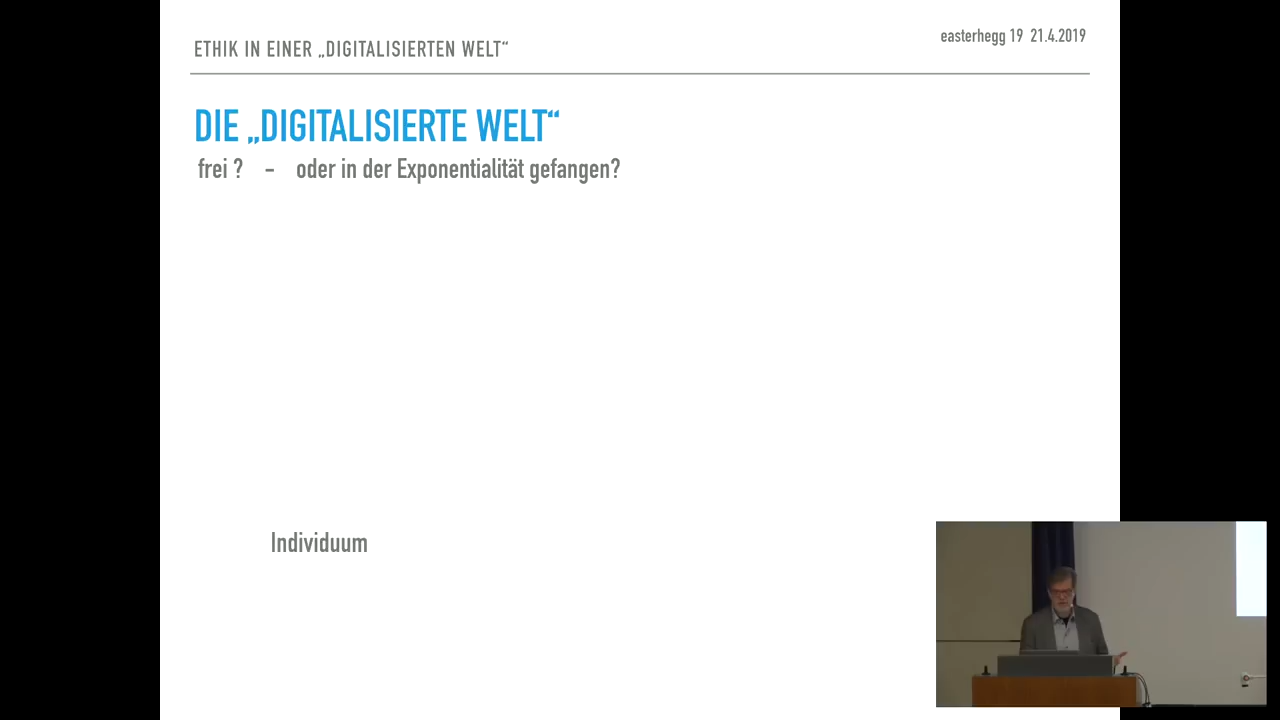 ETHIK IN EINER „DIGITALISIERTEN WELT“
easterhegg 19 21.4.2019
DIE „DIGITALISIERTE WELT“
frei ? - oder in der Exponentialität gefangen?
Individuum